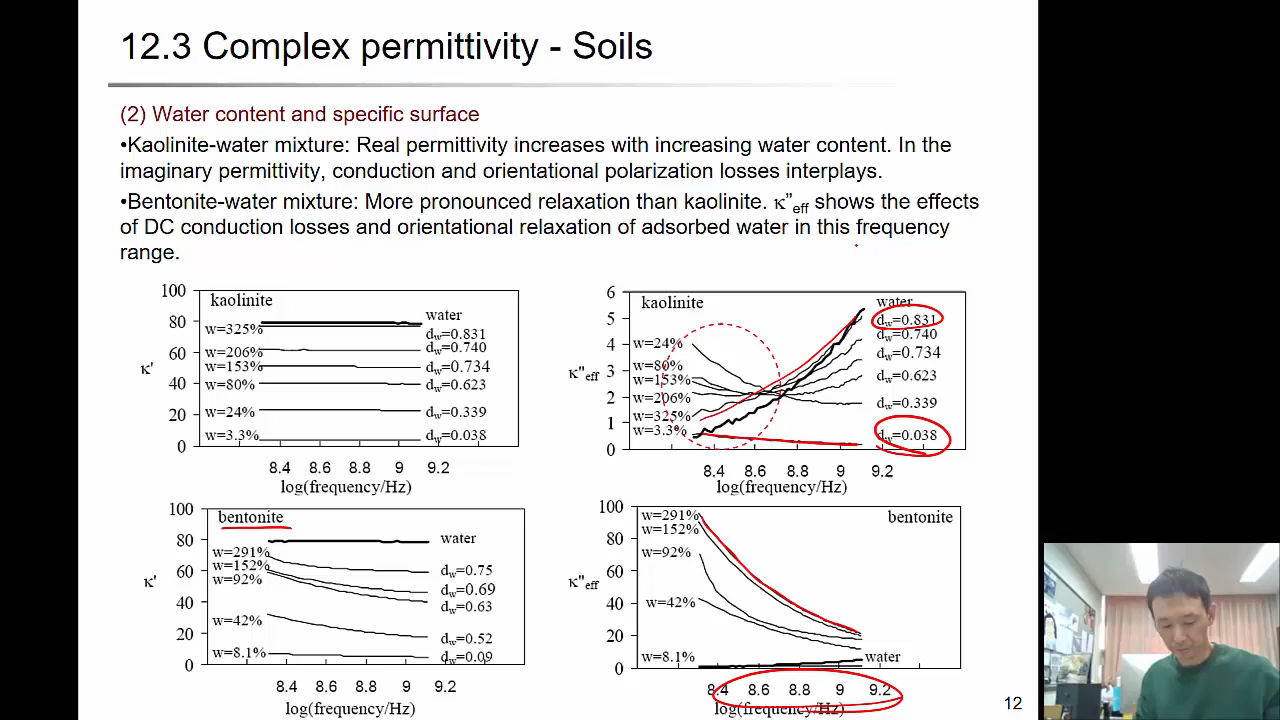 12.3 Complex permittivity - Soils
(2) Water content and specific surface
•Kaolinite-water mixture: Real permittivity increases with increasing water content. In the
imaginary permittivity, conduction and orientational polarization losses interplays.
•Bentonite-water mixture: More pronounced relaxation than kaolinite. κ”eff shows the effects
of DC conduction losses and orientational relaxation of adsorbed water in this frequency
range.
100
80
60
40
20
0
κ'
kaolinite
w=325%
w=206%
w=153%
w=80%
w=24%
w=3.3%
water
dw=0.831
dw=0.740
dw=0.734
dw=0.623
dw=0.339
dw=0.038
8.4 8.6 8.8 9 9.2
log(frequency/Hz)
6
5
4
3
2
1
0
κ"eff
kaolinite
w=24%
w=80%
w=153%
w=206%
w=325%
w=3.3%
water
dw=0.831
dw=0.740
dw=0.734
dw=0.623
dw=0.339
dw=0.038
8.4 8.6 8.8 9 9.2
log(frequency/Hz)
100
80
60
40
20
0
κ'
bentonite
w=291%
w=152%
w=92%
w=42%
w=8.1%
water
dw=0.75
dw=0.69
dw=0.63
dw=0.52
dw=0.09
8.4 8.6 8.8 9 9.2
log(frequency/Hz)
100
80
60
40
20
0
κ"eff
bentonite
w=291%
w=152%
w=92%
w=42%
w=8.1%
water
8.4 8.6 8.8 9 9.2
log(frequency/Hz)
12